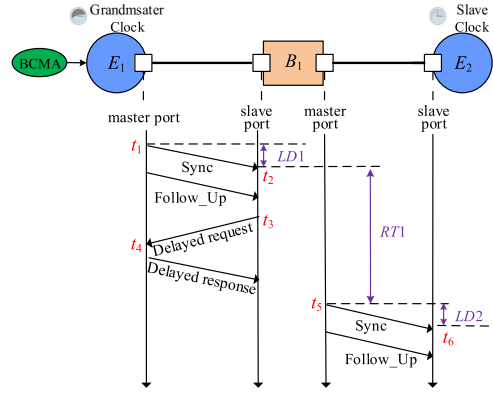 Grandmsater
Clock
Slave
Clock
BCMA
E1
B1
E2
master port
slave
port
master
port
slave
port
t1
LD1
Sync
t2
Follow_Up
t3
RT1
t4
Delayed request
Delayed response
t5
LD2
Sync
t6
Follow_Up